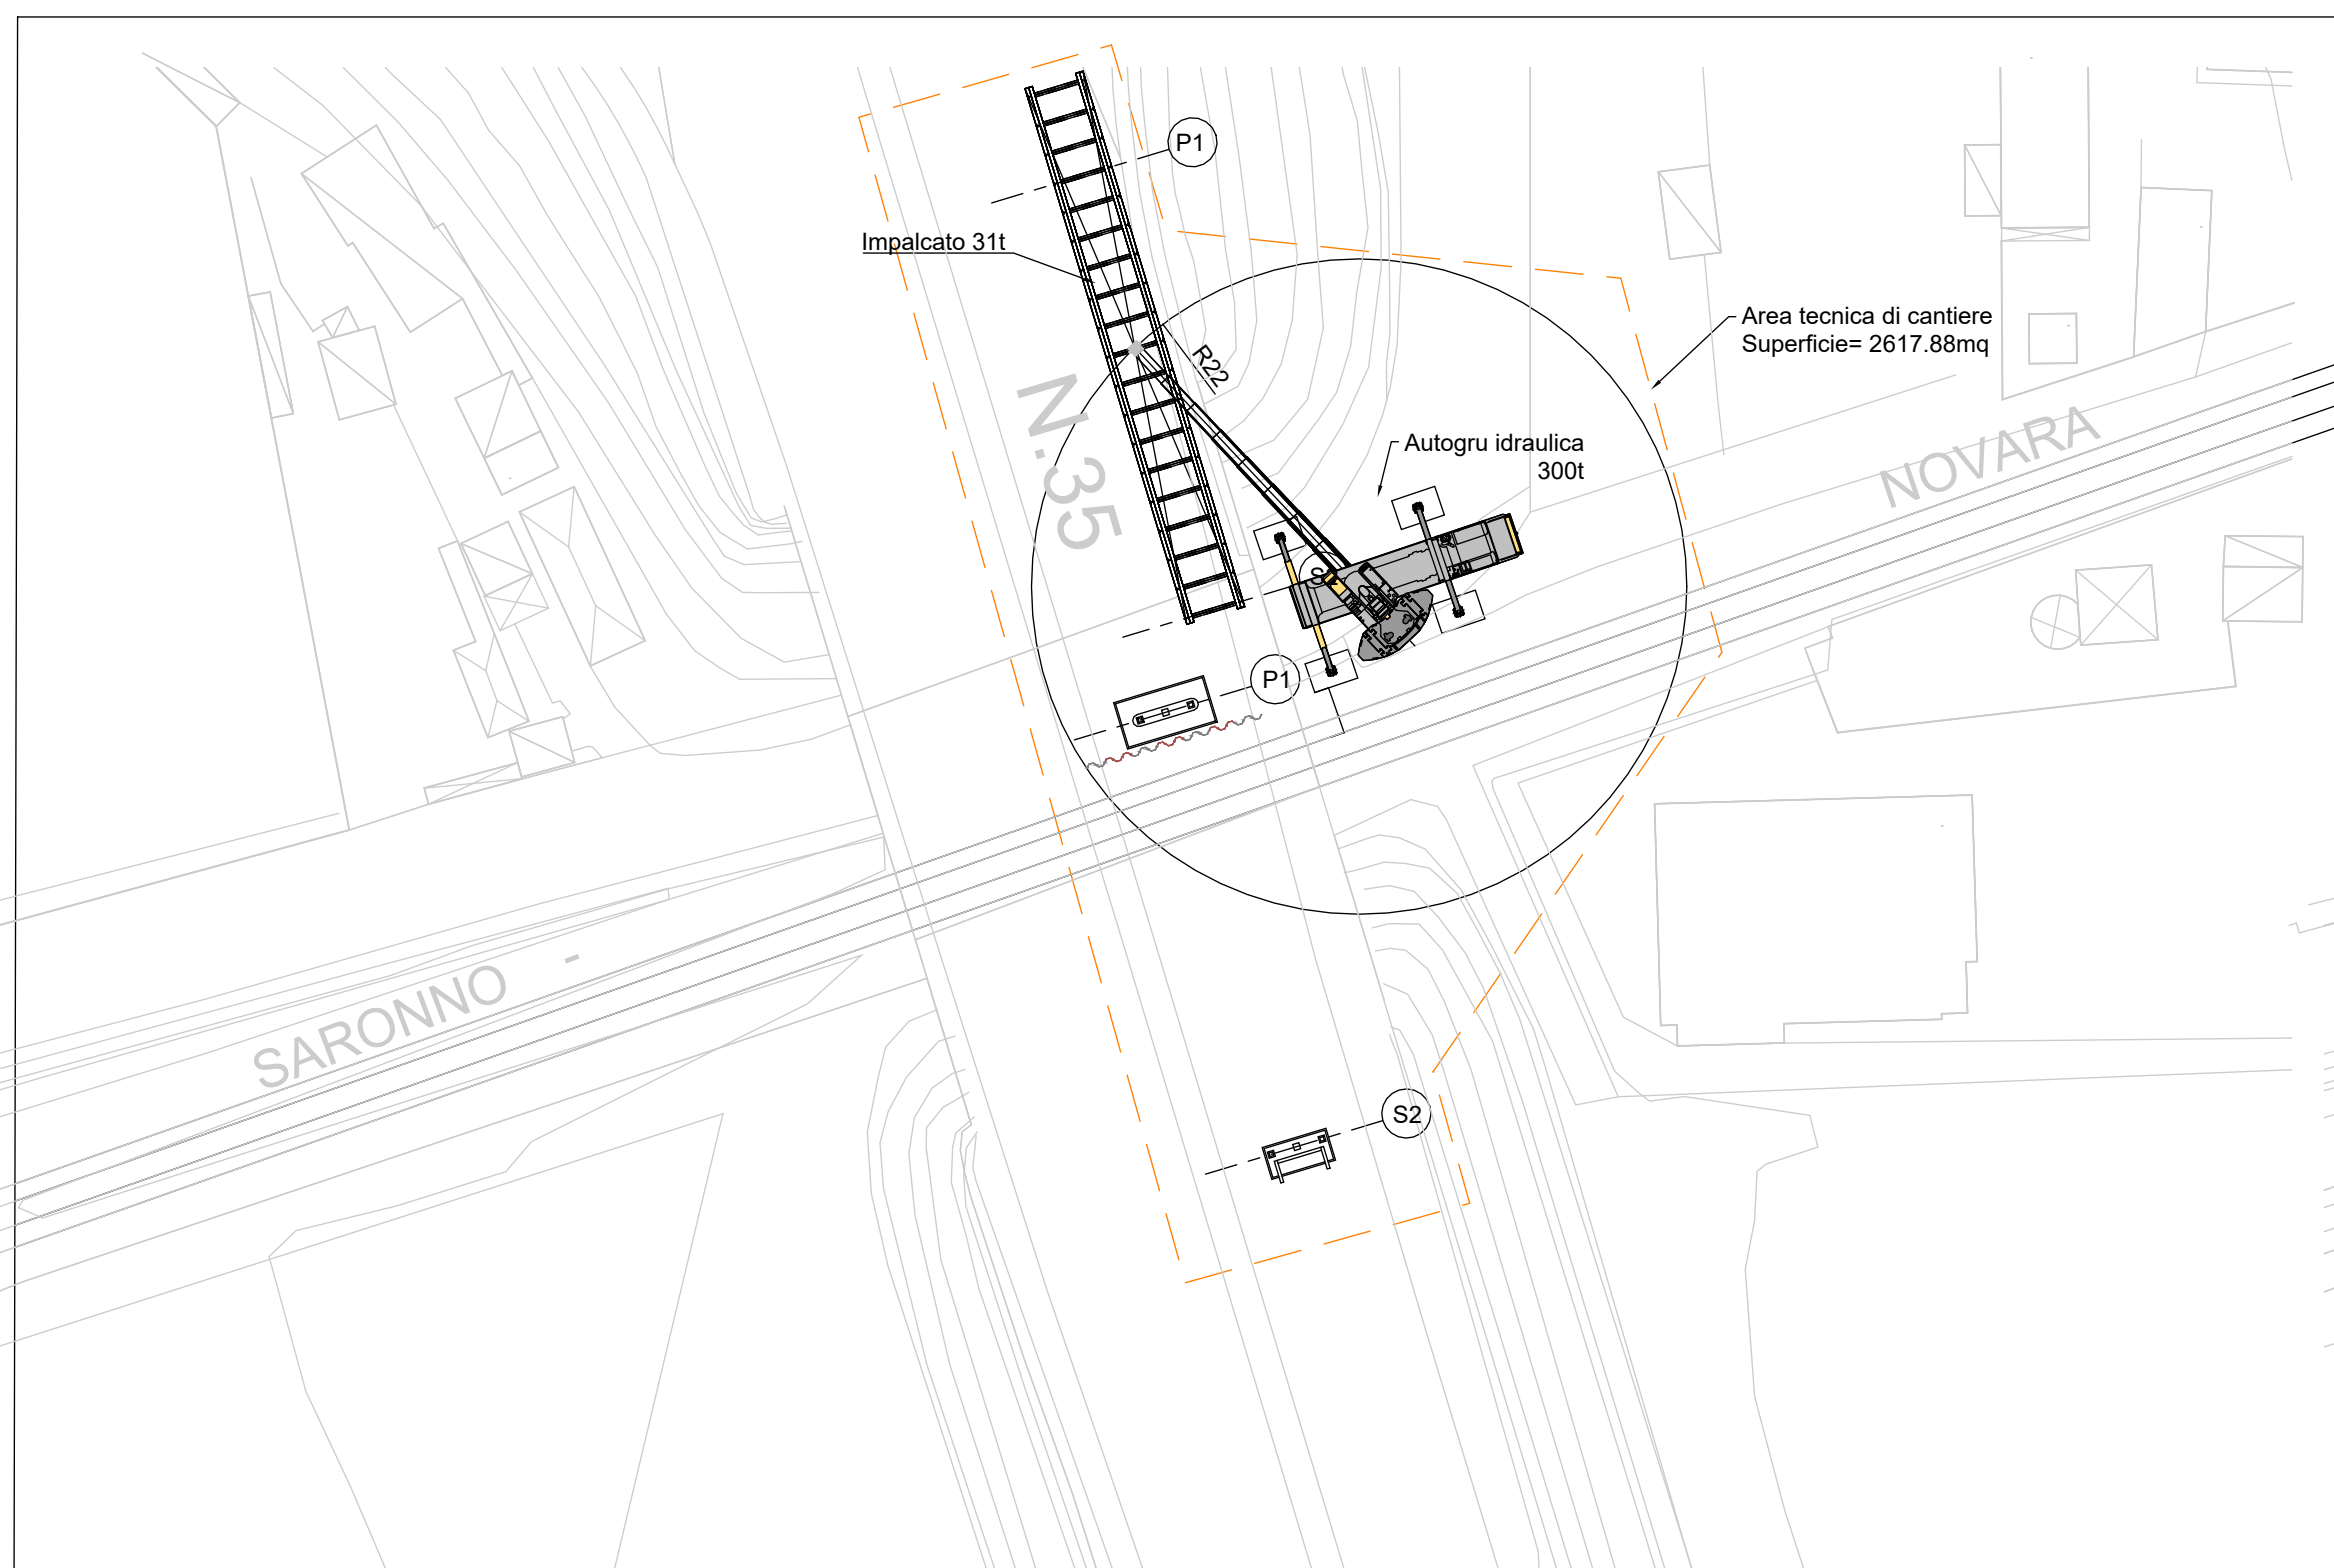 P1
Impalcato 31t
Area tecnica di cantiere
Superficie= 2617.88mq
R22
N.35
Autogru idraulica
300t
NOVARA
P1
SARONNO -
S2